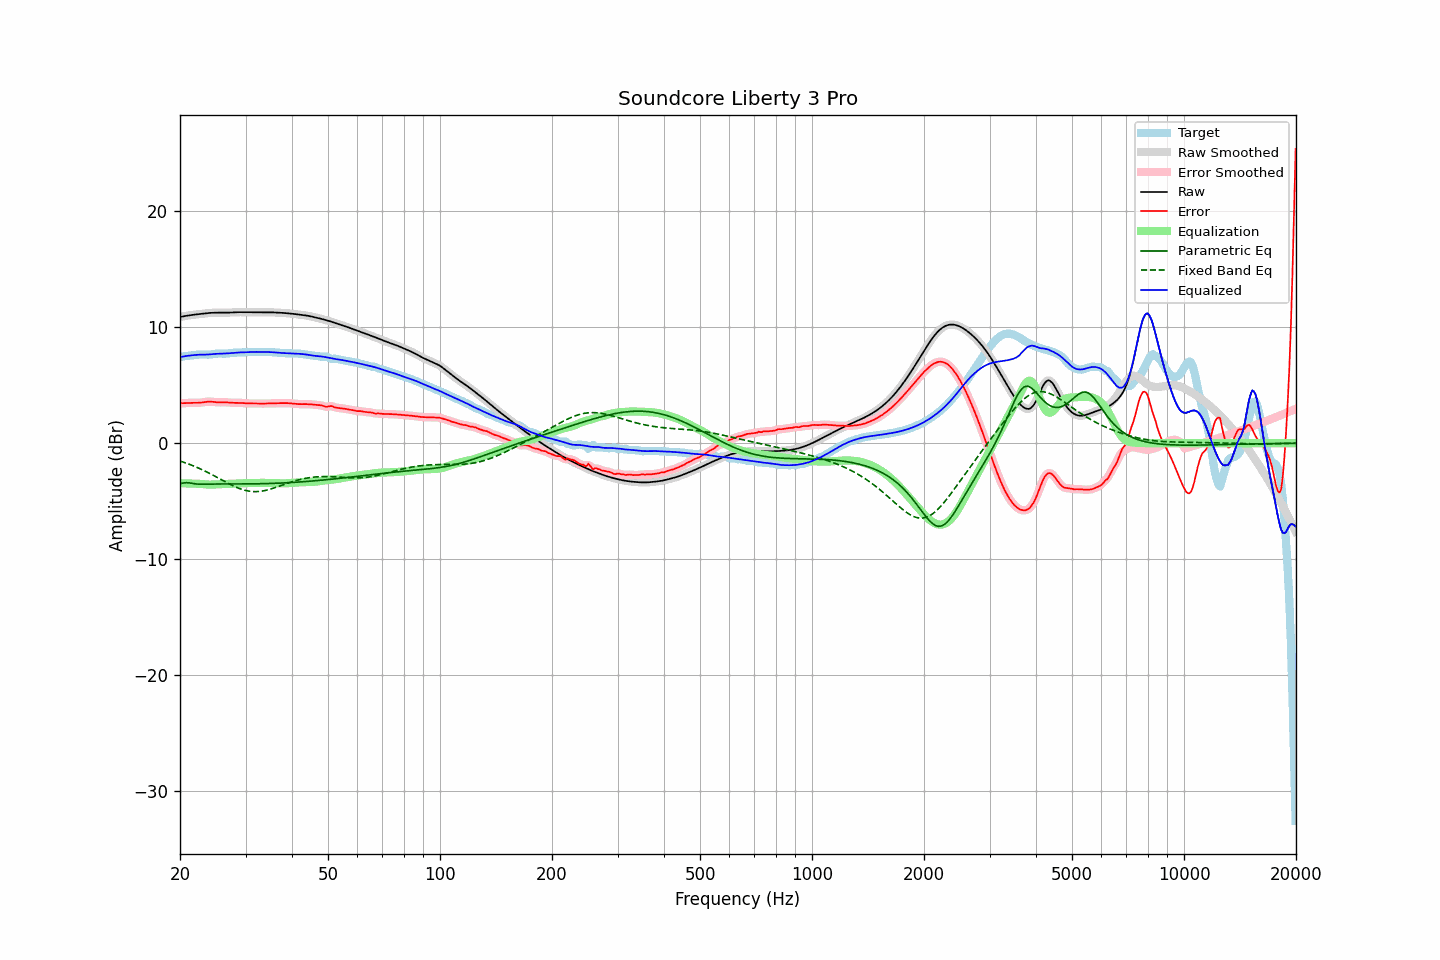 Soundcore Liberty 3 Pro
Target
Raw Smoothed
Error Smoothed
Raw
Error
Equalization
Parametric Eq
Fixed Band Eq
Equalized
Amplitude (dBr)
20
10
0
−10
−20
−30
20
50
100
200
500
1000
2000
5000
10000
20000
Frequency (Hz)